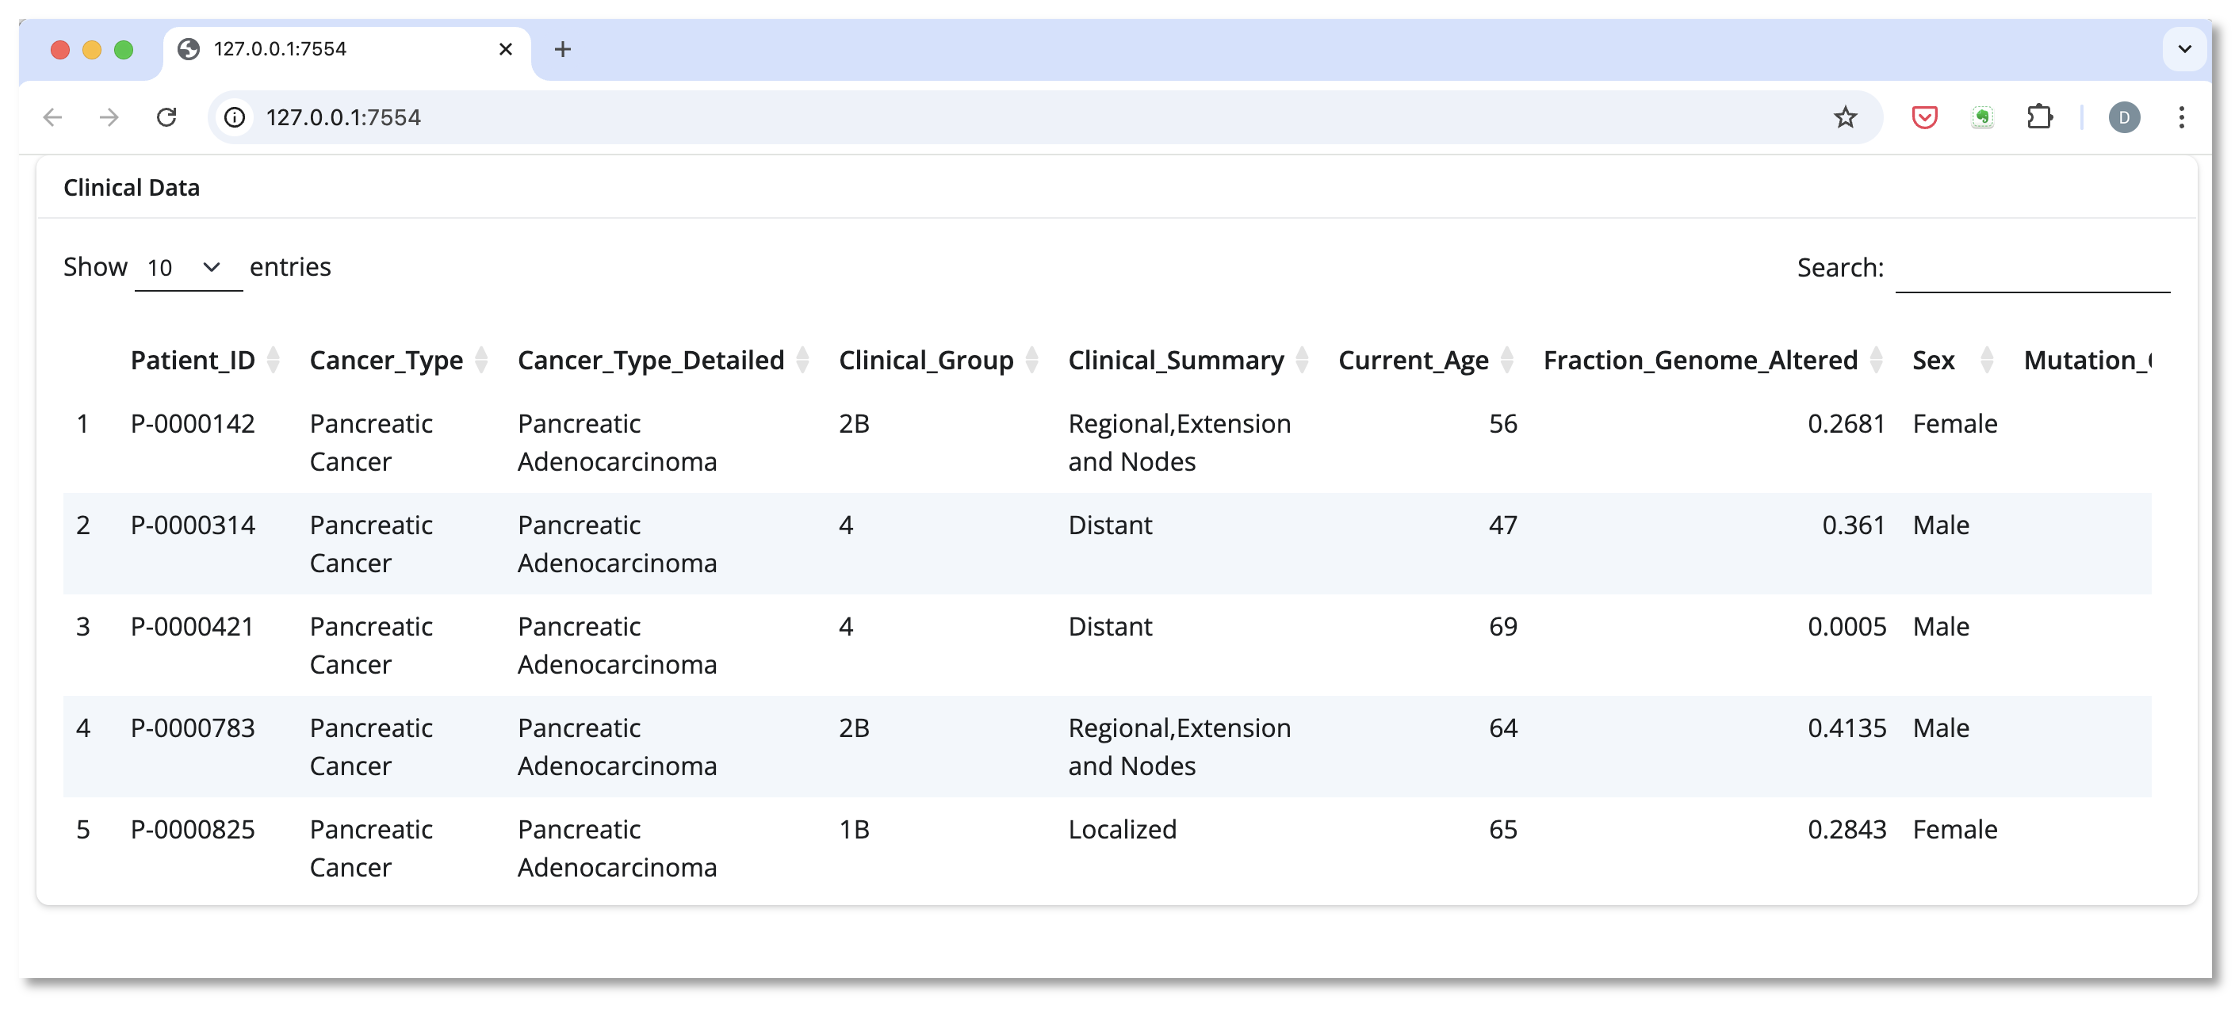 127.0.0.1:7554
127.0.0.1:7554
D
Clinical Data
Show 10 entries Search:
Patient_ID Cancer_Type Cancer_Type_Detailed Clinical_Group Clinical_Summary Current_Age Fraction_Genome_Altered Sex Mutation_
1 P-0000142 Pancreatic Pancreatic 2B Regional,Extension 56 0.2681 Female
Cancer Adenocarcinoma and Nodes
2 P-0000314 Pancreatic Pancreatic 4 Distant 47 0.361 Male
Cancer Adenocarcinoma
3 P-0000421 Pancreatic Pancreatic 4 Distant 69 0.0005 Male
Cancer Adenocarcinoma
4 P-0000783 Pancreatic Pancreatic 2B Regional,Extension 64 0.4135 Male
Cancer Adenocarcinoma and Nodes
5 P-0000825 Pancreatic Pancreatic 1B Localized 65 0.2843 Female
Cancer Adenocarcinoma